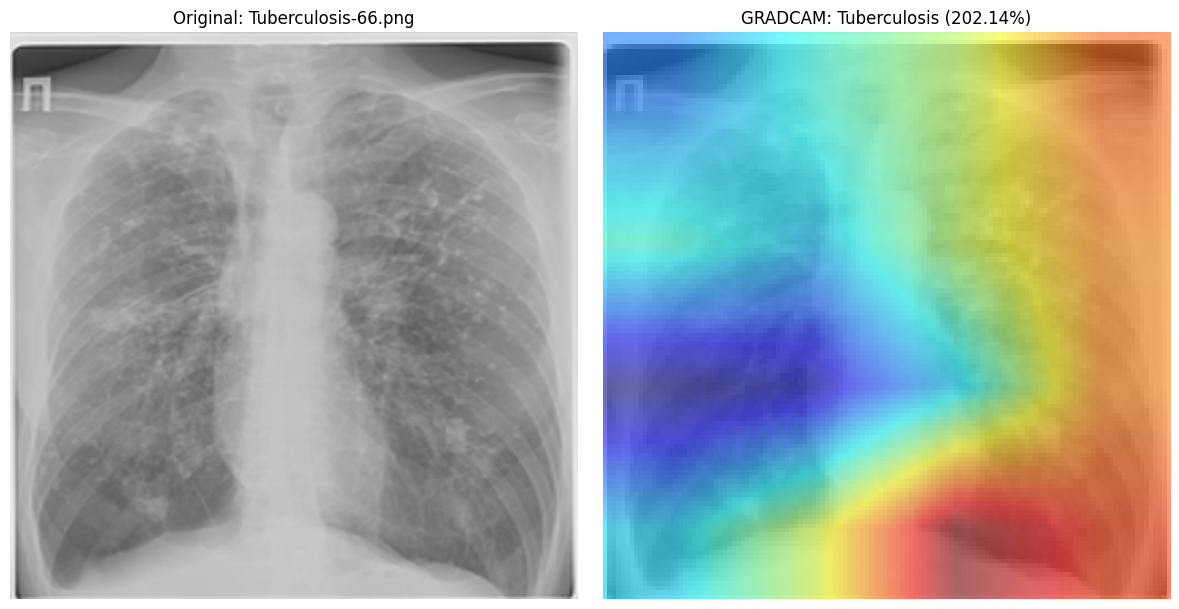 Original: Tuberculosis-66.png
GRADCAM: Tuberculosis (202.14%)
П
П